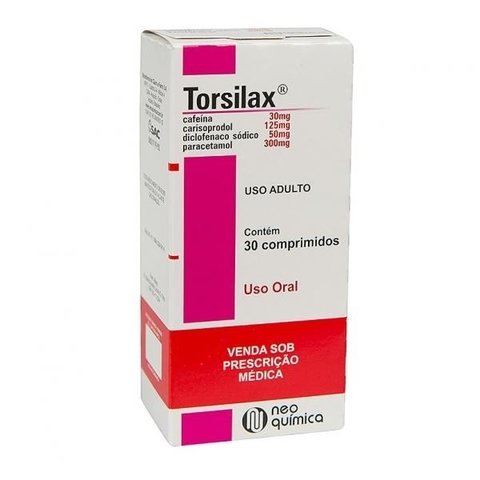 Torsilax®
cafeína 30mg
carisoprodol 125mg
diclofenaco sódico 50mg
paracetamol 300mg
USO ADULTO
Contém
30 comprimidos
Uso Oral
VENDA SOB
PRESCRIÇÃO
MÉDICA
neo
química
SAC